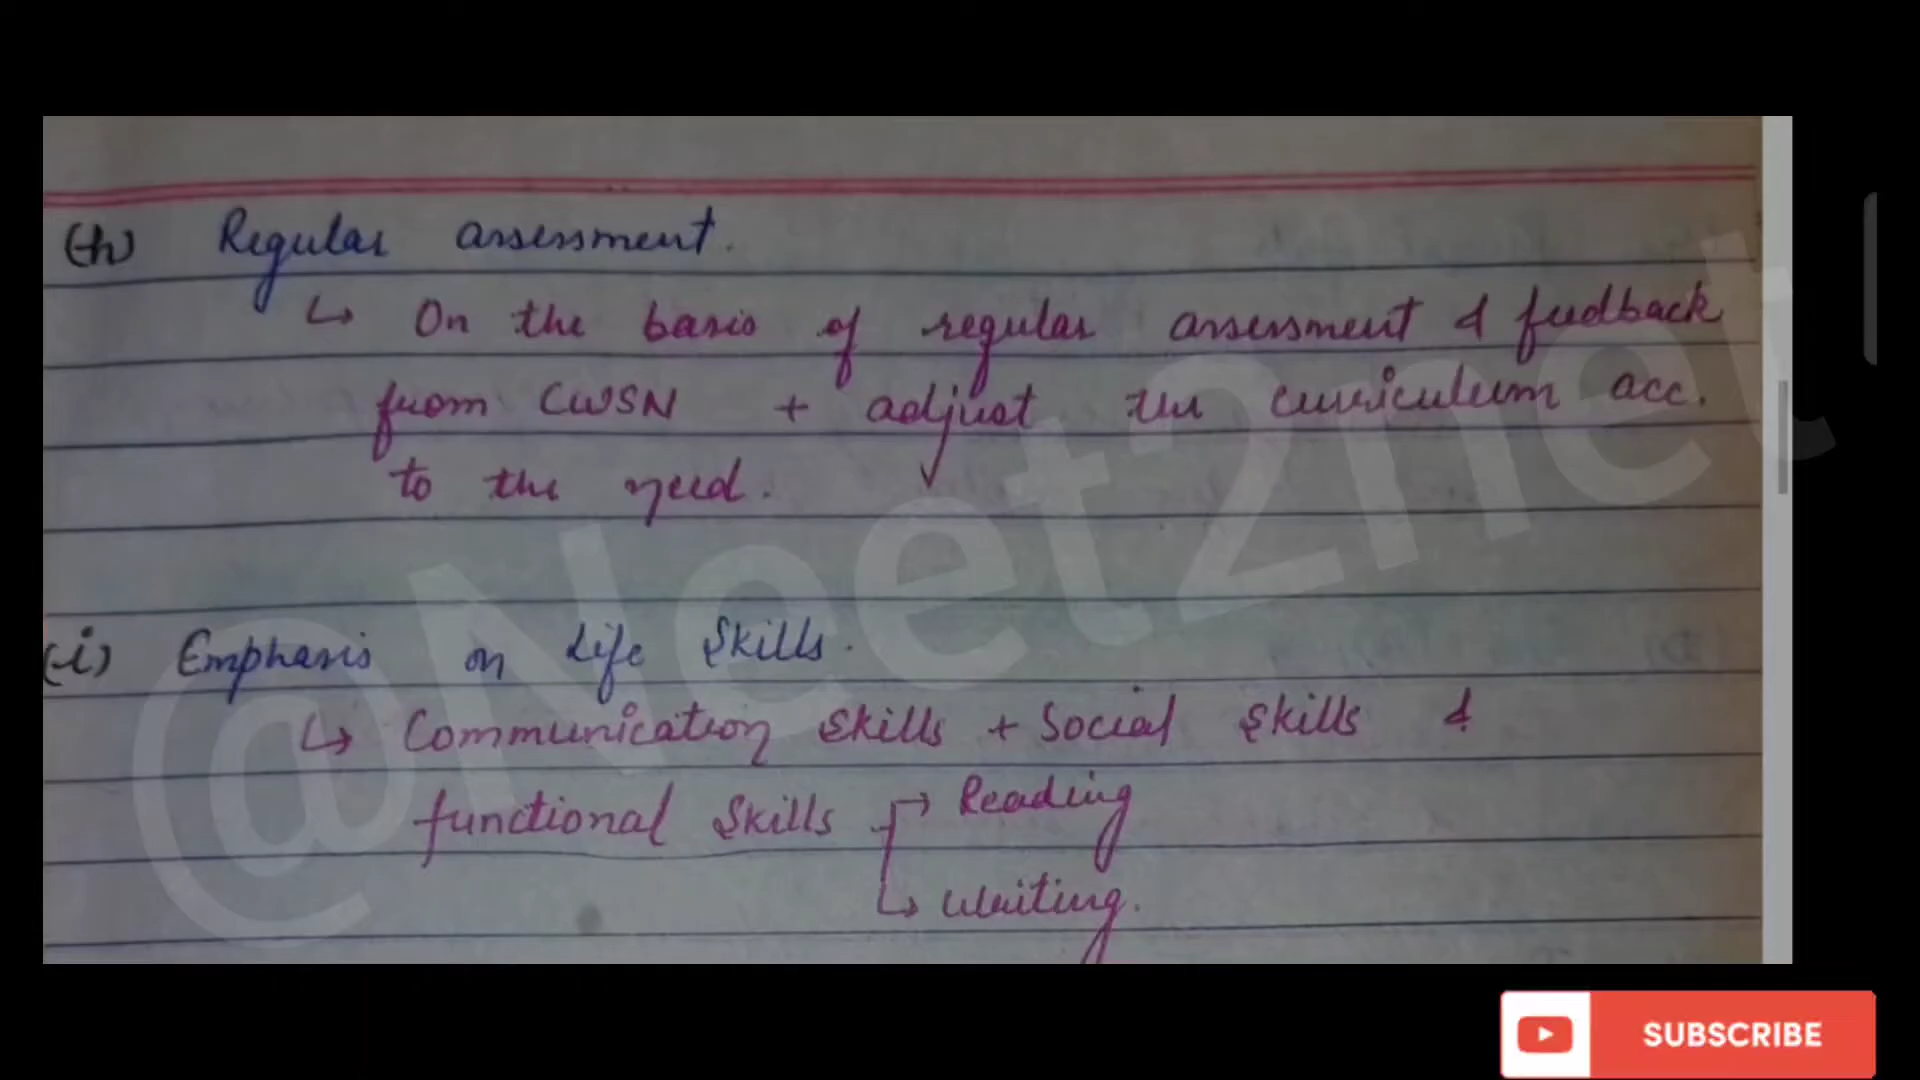 (h) Regular assessment.
↳ On the basis of regular assessment & feedback
from CWSN + adjust the curriculum acc.
to the need.
(i) Emphasis on Life Skills.
↳ Communication skills + Social skills &
functional skills → Reading
↳ Writing.
@Neet2net
SUBSCRIBE